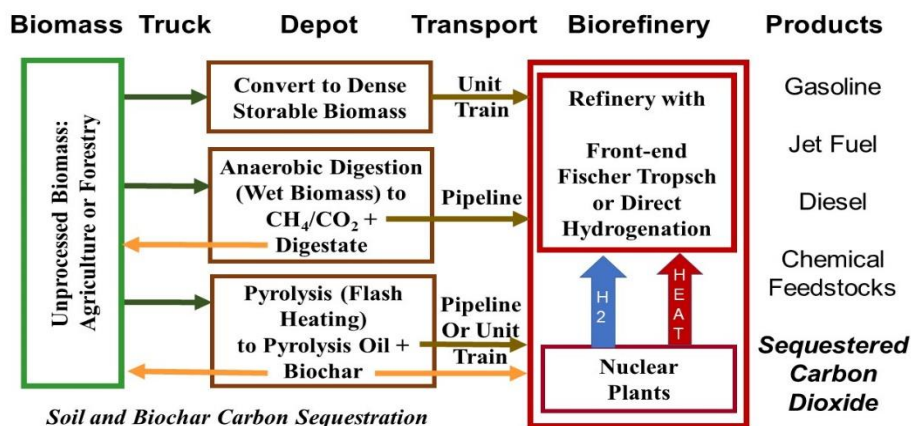 Biomass Truck Depot Transport Biorefinery Products
Unprocessed Biomass:
Agriculture or Forestry
Convert to Dense
Storable Biomass
Unit
Train
Anaerobic Digestion
(Wet Biomass) to
CH₄/CO₂ +
Digestate
Pipeline
Pyrolysis (Flash
Heating)
to Pyrolysis Oil +
Biochar
Pipeline
Or Unit
Train
Soil and Biochar Carbon Sequestration
Refinery with
Front-end
Fischer Tropsch
or Direct
Hydrogenation
H2
HEAT
Nuclear
Plants
Gasoline
Jet Fuel
Diesel
Chemical
Feedstocks
Sequestered
Carbon
Dioxide